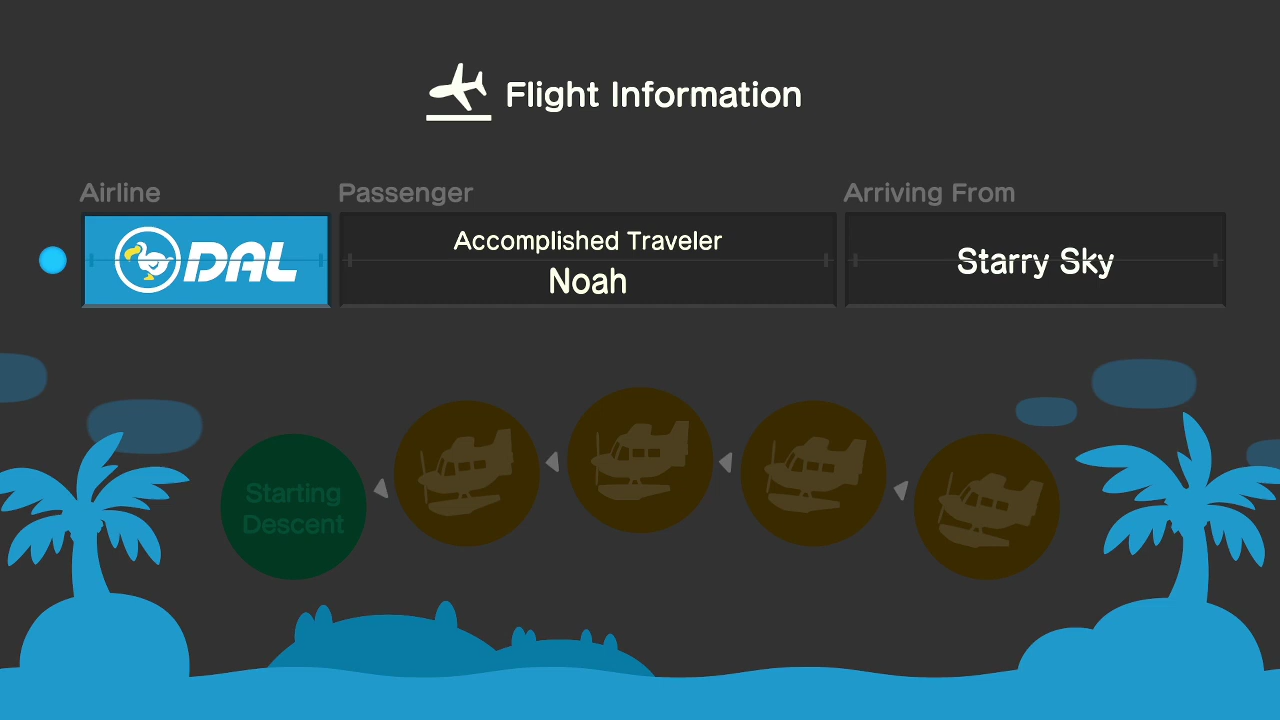 Flight Information
Airline
Passenger
Arriving From
DAL
Accomplished Traveler
Noah
Starry Sky
Starting
Descent